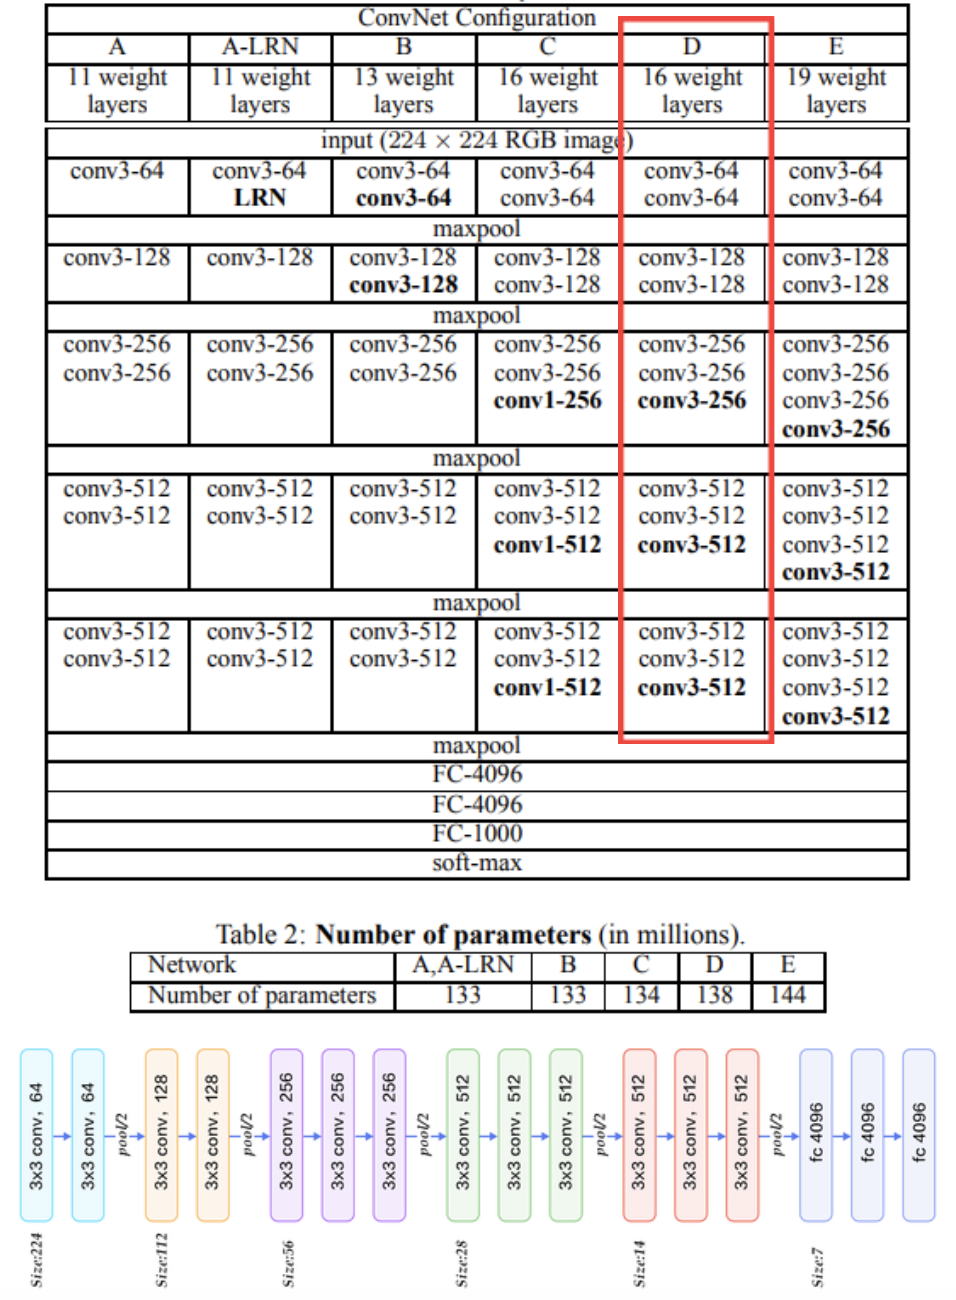 ConvNet Configuration
A A-LRN B C D E
11 weight layers 11 weight layers 13 weight layers 16 weight layers 16 weight layers 19 weight layers
input (224 × 224 RGB image)
conv3-64 conv3-64 conv3-64 conv3-64 conv3-64 conv3-64
LRN conv3-64 conv3-64 conv3-64 conv3-64
maxpool
conv3-128 conv3-128 conv3-128 conv3-128 conv3-128 conv3-128
conv3-128 conv3-128 conv3-128 conv3-128
maxpool
conv3-256 conv3-256 conv3-256 conv3-256 conv3-256 conv3-256
conv3-256 conv3-256 conv3-256 conv3-256 conv3-256 conv3-256
conv1-256 conv3-256 conv3-256
conv3-256
maxpool
conv3-512 conv3-512 conv3-512 conv3-512 conv3-512 conv3-512
conv3-512 conv3-512 conv3-512 conv3-512 conv3-512 conv3-512
conv1-512 conv3-512 conv3-512
conv3-512
maxpool
conv3-512 conv3-512 conv3-512 conv3-512 conv3-512 conv3-512
conv3-512 conv3-512 conv3-512 conv3-512 conv3-512 conv3-512
conv1-512 conv3-512 conv3-512
conv3-512
maxpool
FC-4096
FC-4096
FC-1000
soft-max
Table 2: Number of parameters (in millions).
Network A,A-LRN B C D E
Number of parameters 133 133 134 138 144
3x3 conv, 64
3x3 conv, 64
pool/2
3x3 conv, 128
3x3 conv, 128
pool/2
3x3 conv, 256
3x3 conv, 256
3x3 conv, 256
pool/2
3x3 conv, 512
3x3 conv, 512
3x3 conv, 512
pool/2
3x3 conv, 512
3x3 conv, 512
3x3 conv, 512
pool/2
fc 4096
fc 4096
fc 4096
Size:224
Size:112
Size:56
Size:28
Size:14
Size:7